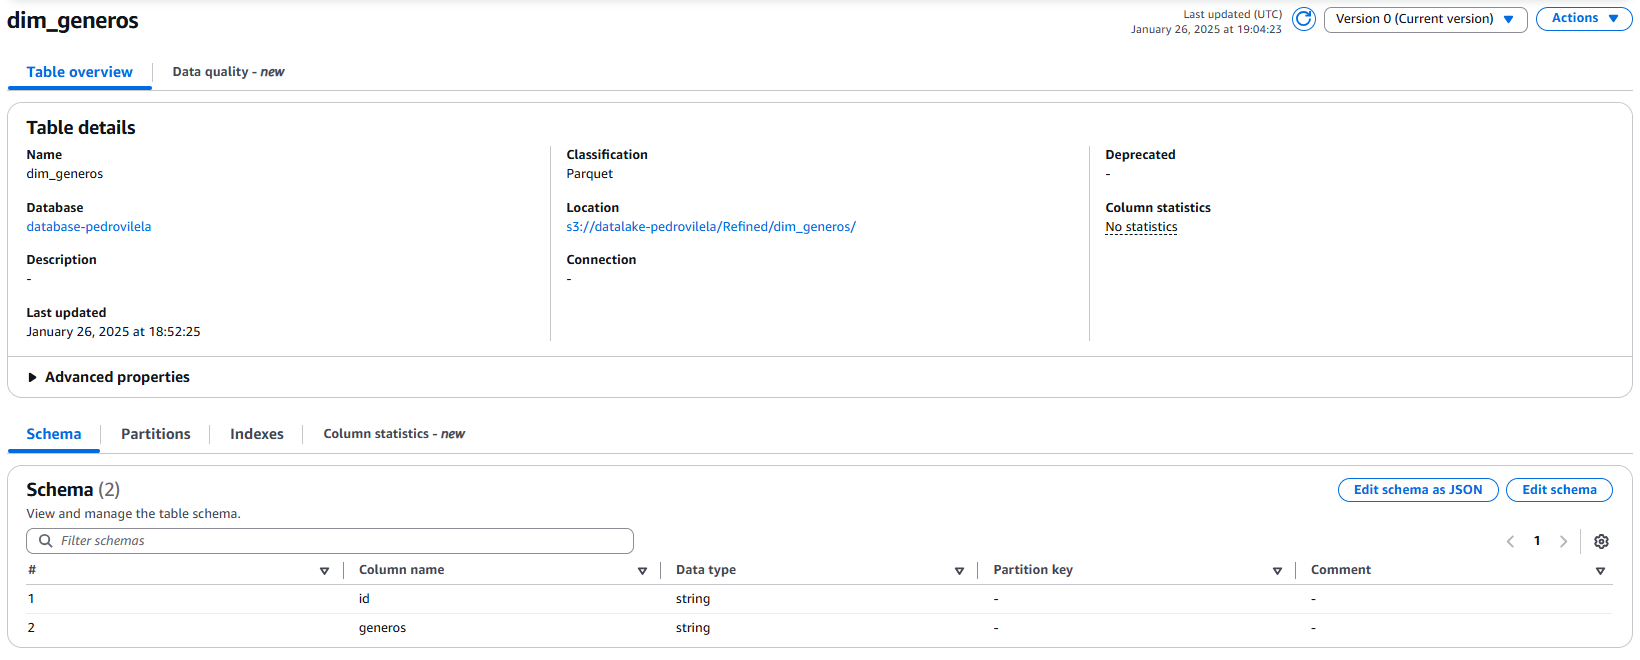 dim_generos
Last updated (UTC)
January 26, 2025 at 19:04:23
Version 0 (Current version)
Actions
Table overview
Data quality - new
Table details
Name
dim_generos
Database
database-pedrovilela
Description
-
Last updated
January 26, 2025 at 18:52:25
Classification
Parquet
Location
s3://datalake-pedrovilela/Refined/dim_generos/
Connection
-
Deprecated
-
Column statistics
No statistics
Advanced properties
Schema
Partitions
Indexes
Column statistics - new
Schema (2)
View and manage the table schema.
Edit schema as JSON
Edit schema
Filter schemas
1
# Column name Data type Partition key Comment
1 id string - -
2 generos string - -